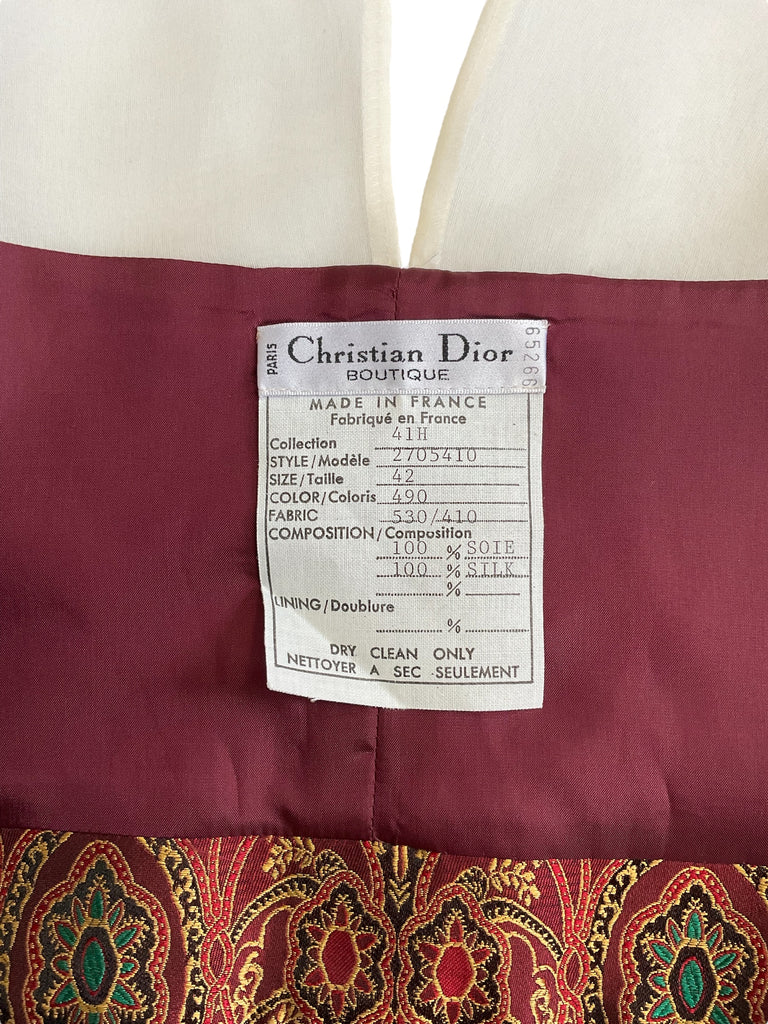 PARIS
Christian Dior
BOUTIQUE
65266
MADE IN FRANCE
Fabriqué en France
Collection 41H
STYLE/Modèle 2705410
SIZE/Taille 42
COLOR/Coloris 490
FABRIC 530/410
COMPOSITION/Composition
100 % SOIE
100 % SILK
%
LINING/Doublure
%
DRY CLEAN ONLY
NETTOYER A SEC SEULEMENT